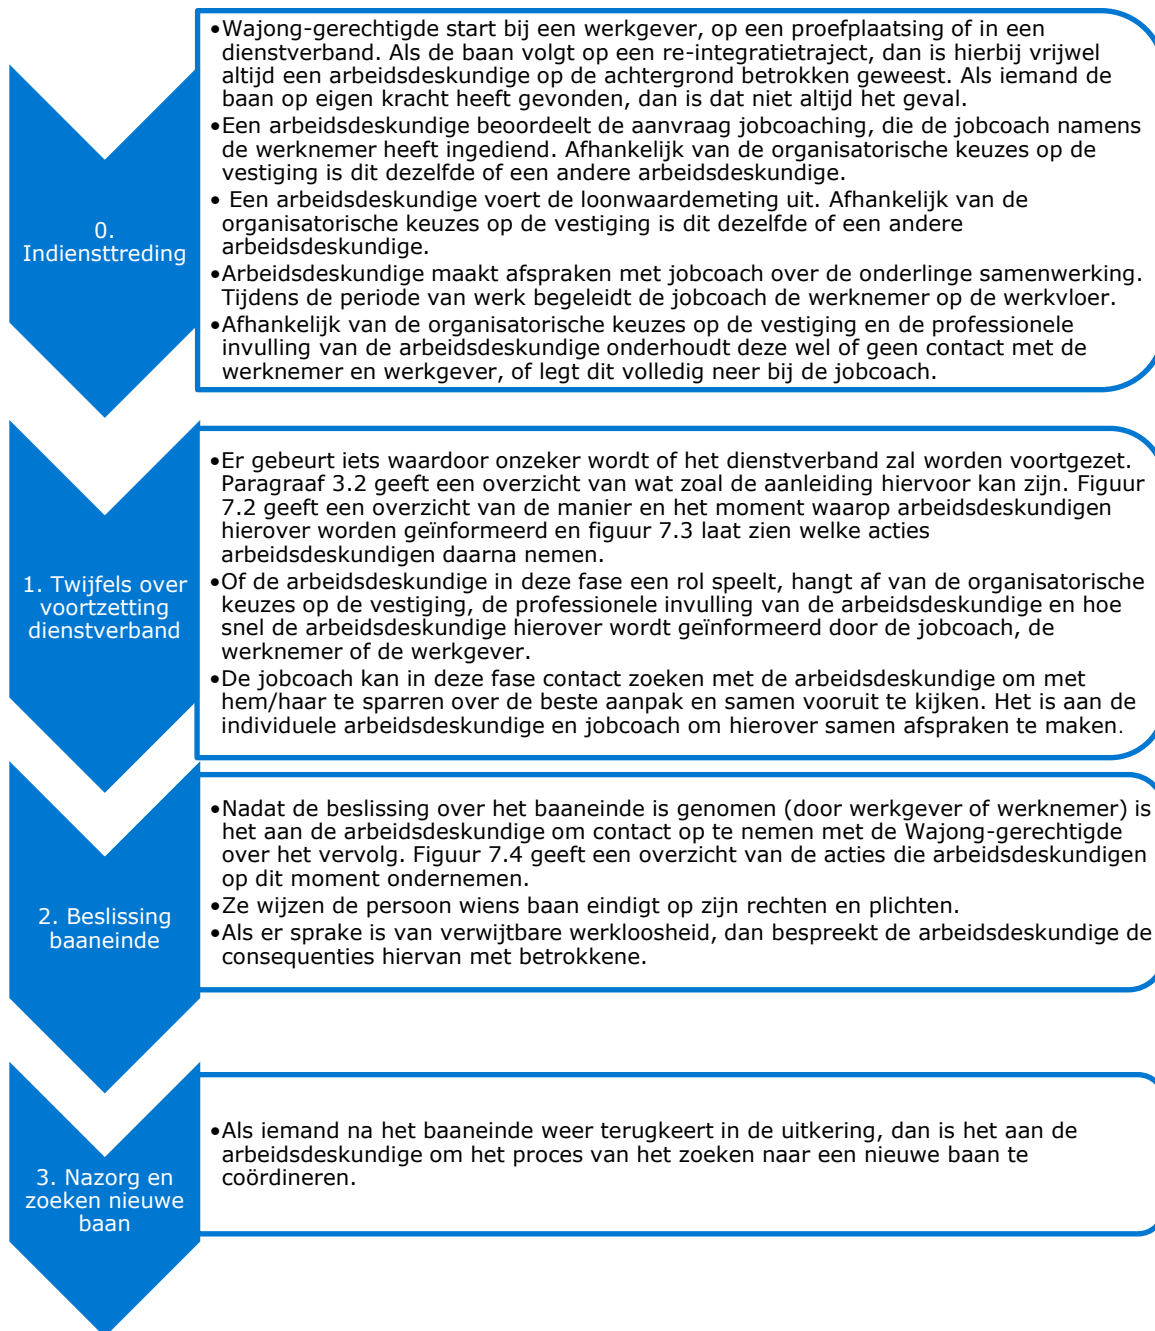 0.
Indiensttreding
•Wajong-gerechtigde start bij een werkgever, op een proefplaatsing of in een
dienstverband. Als de baan volgt op een re-integratietraject, dan is hierbij vrijwel
altijd een arbeidsdeskundige op de achtergrond betrokken geweest. Als iemand de
baan op eigen kracht heeft gevonden, dan is dat niet altijd het geval.
•Een arbeidsdeskundige beoordeelt de aanvraag jobcoaching, die de jobcoach namens
de werknemer heeft ingediend. Afhankelijk van de organisatorische keuzes op de
vestiging is dit dezelfde of een andere arbeidsdeskundige.
• Een arbeidsdeskundige voert de loonwaardemeting uit. Afhankelijk van de
organisatorische keuzes op de vestiging is dit dezelfde of een andere
arbeidsdeskundige.
•Arbeidsdeskundige maakt afspraken met jobcoach over de onderlinge samenwerking.
Tijdens de periode van werk begeleidt de jobcoach de werknemer op de werkvloer.
•Afhankelijk van de organisatorische keuzes op de vestiging en de professionele
invulling van de arbeidsdeskundige onderhoudt deze wel of geen contact met de
werknemer en werkgever, of legt dit volledig neer bij de jobcoach.
1. Twijfels over
voortzetting
dienstverband
•Er gebeurt iets waardoor onzeker wordt of het dienstverband zal worden voortgezet.
Paragraaf 3.2 geeft een overzicht van wat zoal de aanleiding hiervoor kan zijn. Figuur
7.2 geeft een overzicht van de manier en het moment waarop arbeidsdeskundigen
hierover worden geïnformeerd en figuur 7.3 laat zien welke acties
arbeidsdeskundigen daarna nemen.
•Of de arbeidsdeskundige in deze fase een rol speelt, hangt af van de organisatorische
keuzes op de vestiging, de professionele invulling van de arbeidsdeskundige en hoe
snel de arbeidsdeskundige hierover wordt geïnformeerd door de jobcoach, de
werknemer of de werkgever.
•De jobcoach kan in deze fase contact zoeken met de arbeidsdeskundige om met
hem/haar te sparren over de beste aanpak en samen vooruit te kijken. Het is aan de
individuele arbeidsdeskundige en jobcoach om hierover samen afspraken te maken.
2. Beslissing
baaneinde
•Nadat de beslissing over het baaneinde is genomen (door werkgever of werknemer) is
het aan de arbeidsdeskundige om contact op te nemen met de Wajong-gerechtigde
over het vervolg. Figuur 7.4 geeft een overzicht van de acties die arbeidsdeskundigen
op dit moment ondernemen.
•Ze wijzen de persoon wiens baan eindigt op zijn rechten en plichten.
•Als er sprake is van verwijtbare werkloosheid, dan bespreekt de arbeidsdeskundige de
consequenties hiervan met betrokkene.
3. Nazorg en
zoeken nieuwe
baan
•Als iemand na het baaneinde weer terugkeert in de uitkering, dan is het aan de
arbeidsdeskundige om het proces van het zoeken naar een nieuwe baan te
coördineren.